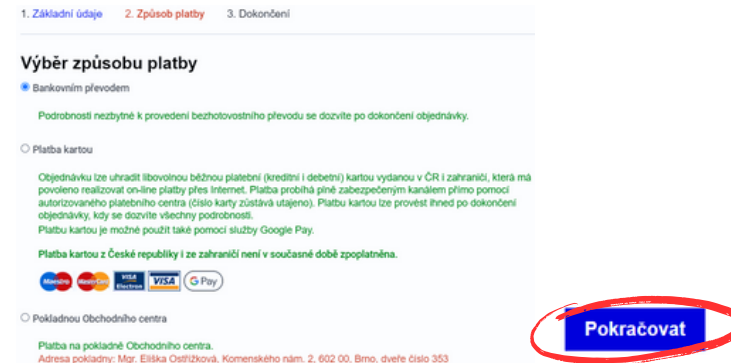 1. Základní údaje 2. Způsob platby 3. Dokončení
Výběr způsobu platby
Bankovním převodem
Podrobnosti nezbytné k provedení bezhotovostního převodu se dozvíte po dokončení objednávky.
Platba kartou
Objednávku lze uhradit libovolnou běžnou platební (kreditní i debetní) kartou vydanou v ČR i zahraničí, která má
povoleno realizovat on-line platby přes Internet. Platba probíhá plně zabezpečeným kanálem přímo pomocí
autorizovaného platebního centra (číslo karty zůstává utajeno). Platbu kartou lze provést ihned po dokončení
objednávky, kdy se dozvíte všechny podrobnosti.
Platbu kartou je možné použít také pomocí služby Google Pay.
Platba kartou z České republiky i ze zahraničí není v současné době zpoplatněna.
Maestro MasterCard VISA Electron VISA G Pay
Pokladnou Obchodního centra
Pokračovat
Platba na pokladně Obchodního centra.
Adresa pokladny: Mgr. Eliška Ostřížková, Komenského nám. 2, 602 00, Brno, dveře číslo 353